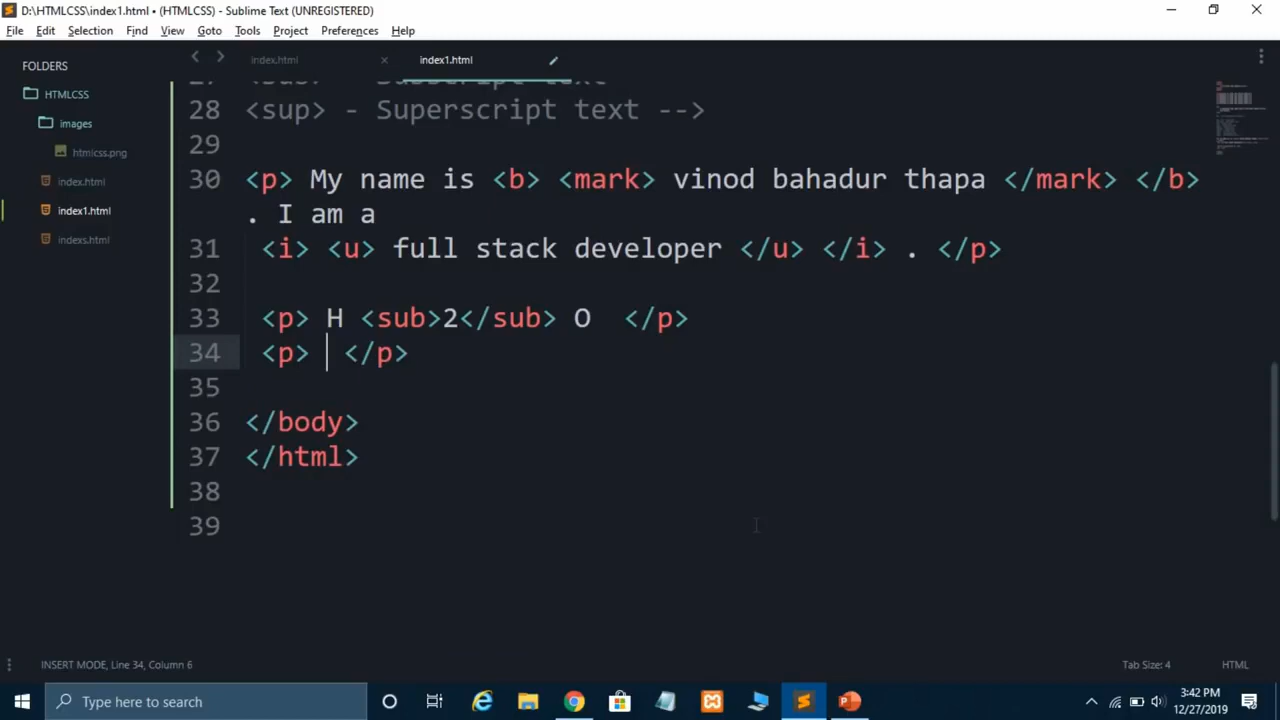 D:\HTMLCSS\index1.html • (HTMLCSS) - Sublime Text (UNREGISTERED)
File Edit Selection Find View Goto Tools Project Preferences Help
FOLDERS
HTMLCSS
images
htmlcss.png
index.html
index1.html
indexs.html
index.html
index1.html
28 <sup> - Superscript text -->
29
30 <p> My name is <b> <mark> vinod bahadur thapa </mark> </b>
. I am a
31 <i> <u> full stack developer </u> </i> . </p>
32
33 <p> H <sub>2</sub> O </p>
34 <p> </p>
35
36 </body>
37 </html>
38
39
INSERT MODE, Line 34, Column 6
Tab Size: 4
HTML
Type here to search
3:42 PM
12/27/2019